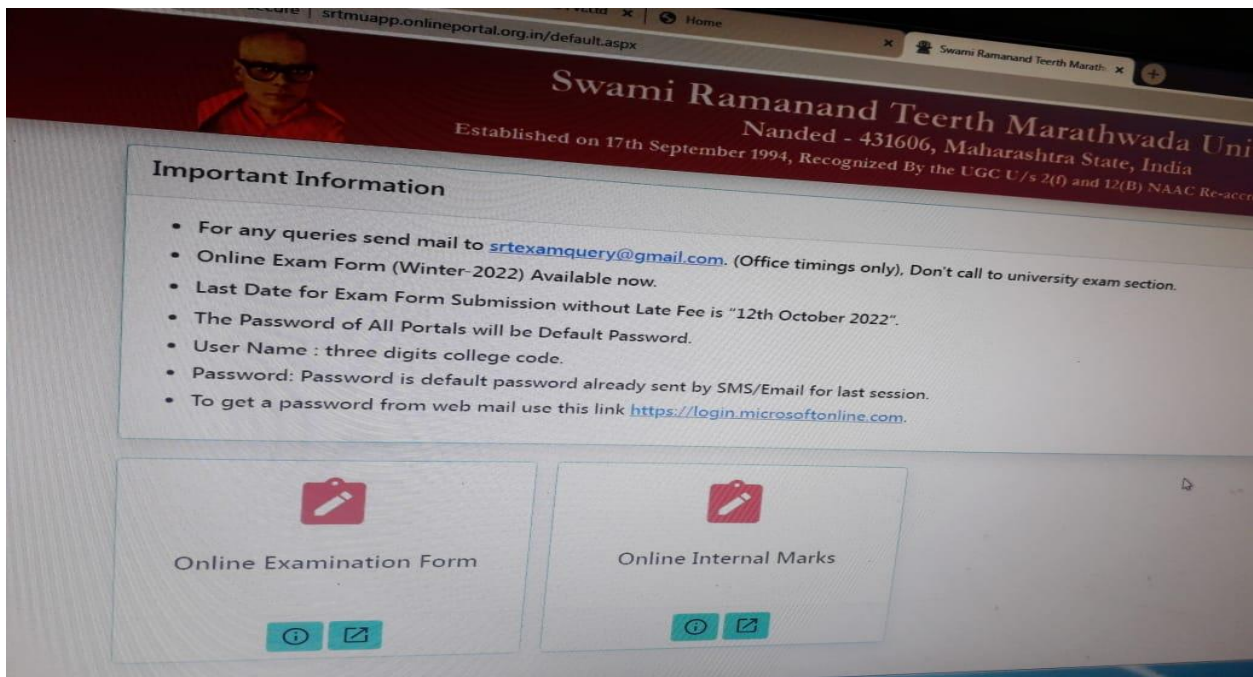 srtmuapp.onlineportal.org.in/default.aspx
Home
Swami Ramanand Teerth Marath
Swami Ramanand Teerth Marathwada Uni
Nanded - 431606, Maharashtra State, India
Established on 17th September 1994, Recognized By the UGC U/s 2(f) and 12(B) NAAC Re-accr
Important Information
• For any queries send mail to srtexamquery@gmail.com. (Office timings only), Don't call to university exam section.
• Online Exam Form (Winter-2022) Available now.
• Last Date for Exam Form Submission without Late Fee is "12th October 2022".
• The Password of All Portals will be Default Password.
• User Name : three digits college code.
• Password: Password is default password already sent by SMS/Email for last session.
• To get a password from web mail use this link https://login.microsoftonline.com.
Online Examination Form
Online Internal Marks